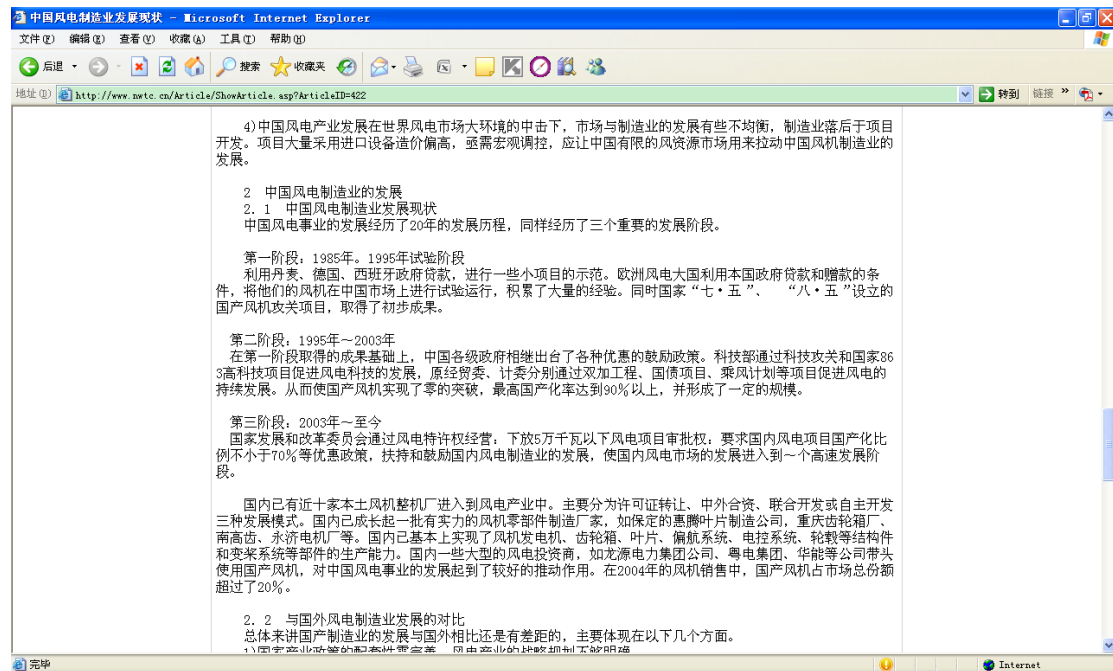 中国风电制造业发展现状 - Microsoft Internet Explorer
文件(F) 编辑(E) 查看(V) 收藏(A) 工具(T) 帮助(H)
后退 搜索 收藏夹
地址(D) http://www.nwtc.cn/Article/ShowArticle.asp?ArticleID=422 转到 链接 »
4)中国风电产业发展在世界风电市场大环境的中击下，市场与制造业的发展有些不均衡，制造业落后于项目
开发。项目大量采用进口设备造价偏高，亟需宏观调控，应让中国有限的风资源市场用来拉动中国风机制造业的
发展。
2 中国风电制造业的发展
2．1 中国风电制造业发展现状
中国风电事业的发展经历了20年的发展历程，同样经历了三个重要的发展阶段。
第一阶段：1985年。1995年试验阶段
利用丹麦、德国、西班牙政府贷款，进行一些小项目的示范。欧洲风电大国利用本国政府贷款和赠款的条
件，将他们的风机在中国市场上进行试验运行，积累了大量的经验。同时国家“七·五”、 “八·五”设立的
国产风机攻关项目，取得了初步成果。
第二阶段：1995年～2003年
在第一阶段取得的成果基础上，中国各级政府相继出台了各种优惠的鼓励政策。科技部通过科技攻关和国家86
3高科技项目促进风电科技的发展，原经贸委、计委分别通过双加工程、国债项目、乘风计划等项目促进风电的
持续发展。从而使国产风机实现了零的突破，最高国产化率达到90％以上，并形成了一定的规模。
第三阶段：2003年～至今
国家发展和改革委员会通过风电特许权经营；下放5万千瓦以下风电项目审批权；要求国内风电项目国产化比
例不小于70％等优惠政策，扶持和鼓励国内风电制造业的发展，使国内风电市场的发展进入到～个高速发展阶
段。
国内已有近十家本土风机整机厂进入到风电产业中。主要分为许可证转让、中外合资、联合开发或自主开发
三种发展模式。国内已成长起一批有实力的风机零部件制造厂家，如保定的惠腾叶片制造公司，重庆齿轮箱厂、
南高齿、永济电机厂等。国内已基本上实现了风机发电机、齿轮箱、叶片、偏航系统、电控系统、轮毂等结构件
和变桨系统等部件的生产能力。国内一些大型的风电投资商，如龙源电力集团公司、粤电集团、华能等公司带头
使用国产风机，对中国风电事业的发展起到了较好的推动作用。在2004年的风机销售中，国产风机占市场总份额
超过了20％。
2．2 与国外风电制造业发展的对比
总体来讲国产制造业的发展与国外相比还是有差距的，主要体现在以下几个方面。
1)国家产业政策的配套性需完善，风电产业的战略规划不够明确
完毕 Internet